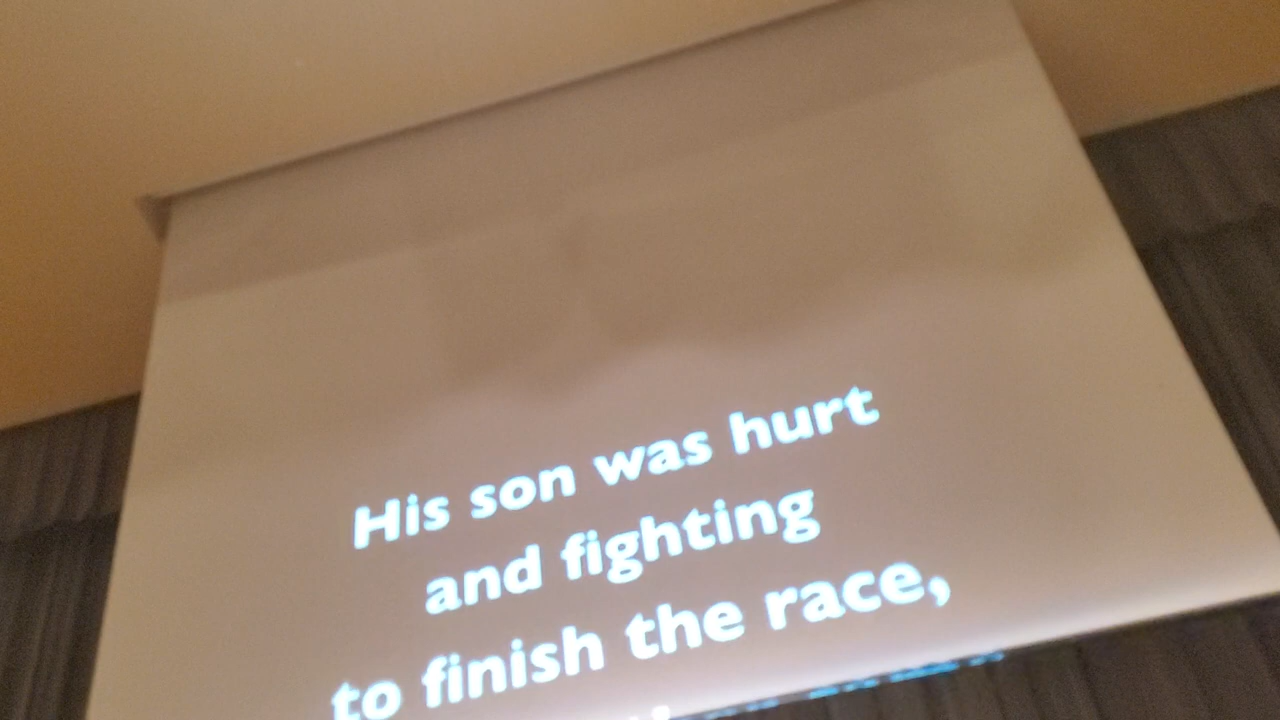 His son was hurt
and fighting
to finish the race,